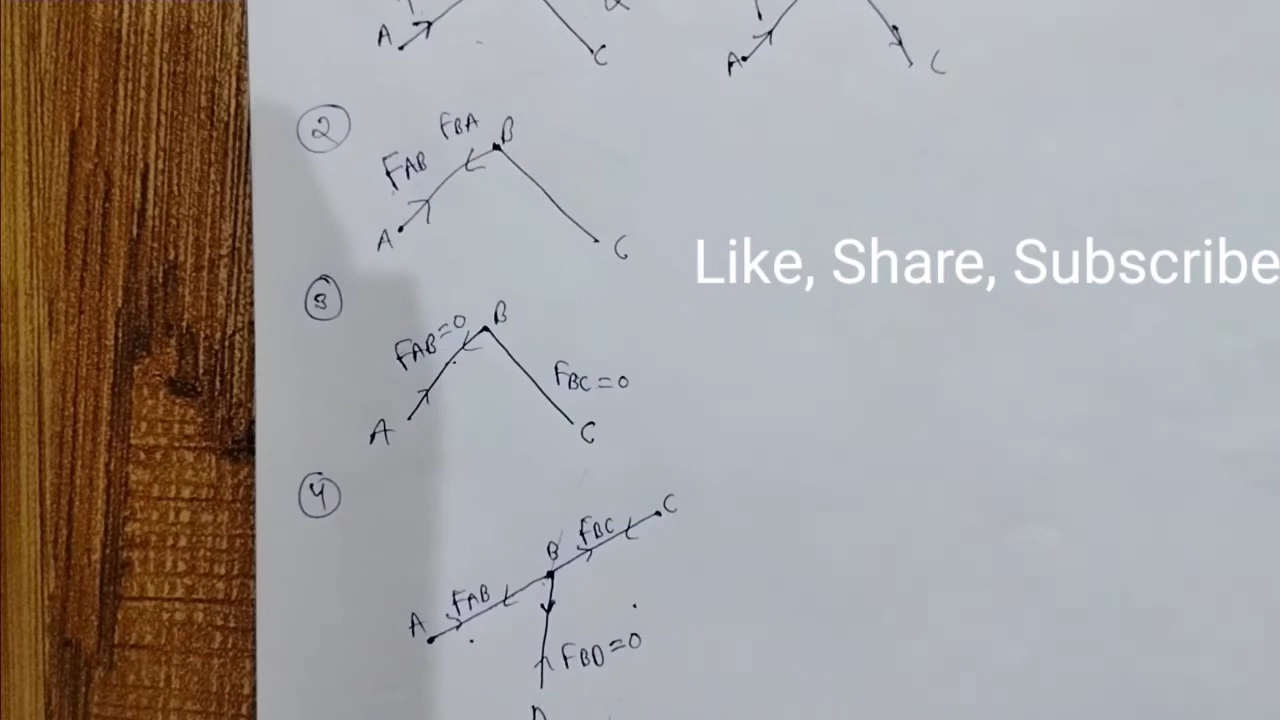 A
C
A
C
2
FBA
B
FAB
A
C
Like, Share, Subscribe
3
B
FAB=0
FBC=0
A
C
4
C
FBC
B
FAB
A
FBD=0
D